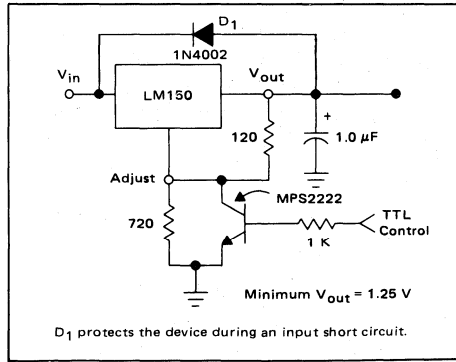 D1
1N4002
Vin
Vout
LM150
+
120
1.0 μF
Adjust
MPS2222
720
TTL
Control
1 K
Minimum Vout = 1.25 V
D1 protects the device during an input short circuit.